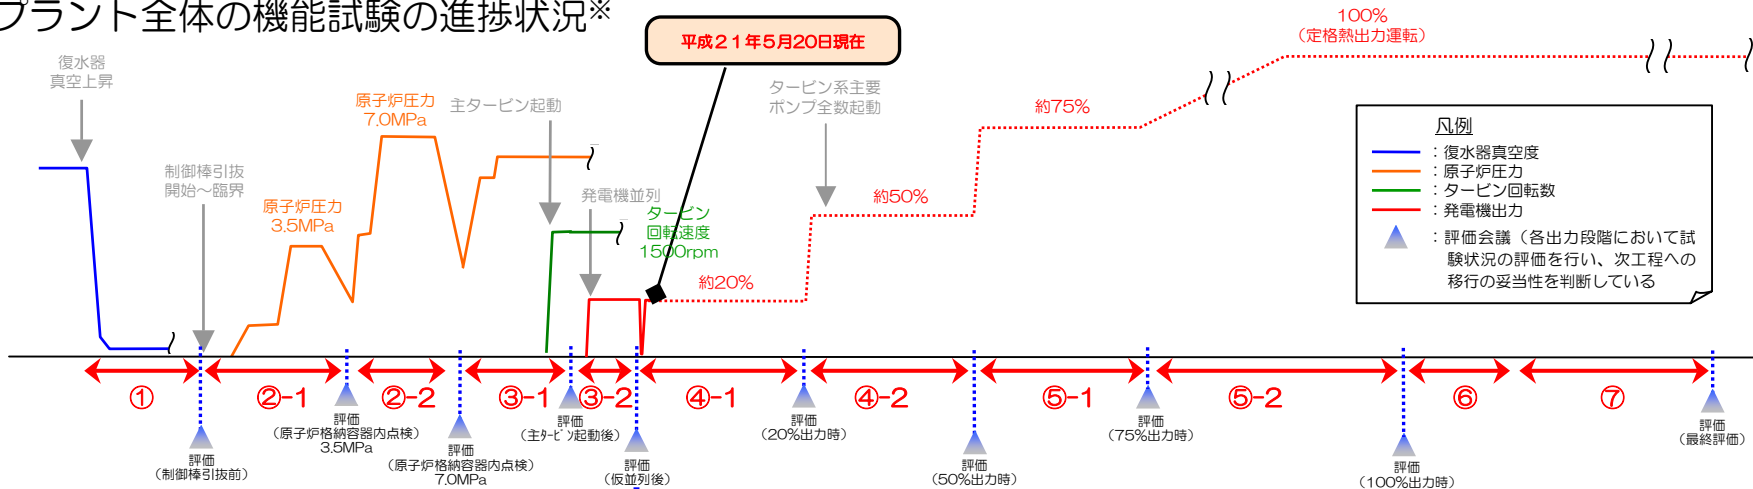 プラント全体の機能試験の進捗状況※
平成21年5月20日現在
100%
（定格熱出力運転）
復水器
真空上昇
制御棒引抜
開始～臨界
原子炉圧力
3.5MPa
原子炉圧力
7.0MPa
主タービン起動
発電機並列
タービン
回転速度
1500rpm
タービン系主要
ポンプ全数起動
約20%
約50%
約75%
凡例
：復水器真空度
：原子炉圧力
：タービン回転数
：発電機出力
：評価会議（各出力段階において試
験状況の評価を行い、次工程への
移行の妥当性を判断している
①
②-1
②-2
③-1
③-2
④-1
④-2
⑤-1
⑤-2
⑥
⑦
評価
（制御棒引抜前）
評価
（原子炉格納容器内点検）
3.5MPa
評価
（原子炉格納容器内点検）
7.0MPa
評価
（主タービン起動後）
評価
（仮並列後）
評価
（20%出力時）
評価
（50%出力時）
評価
（75%出力時）
評価
（100%出力時）
評価
（最終評価）